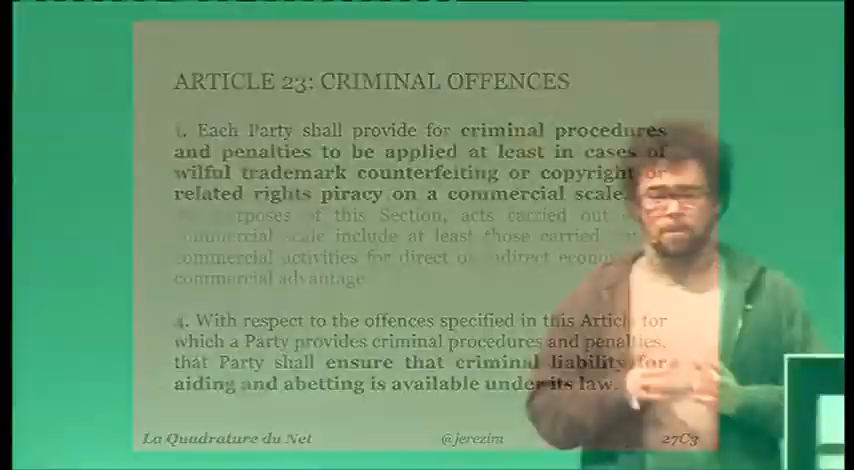 ARTICLE 23: CRIMINAL OFFENCES
1. Each Party shall provide for criminal procedures
and penalties to be applied at least in cases of
wilful trademark counterfeiting or copyright or
related rights piracy on a commercial scale.
purposes of this Section, acts carried out
commercial scale include at least those carried
commercial activities for direct or indirect
commercial advantage.
4. With respect to the offences specified in this Article for
which a Party provides criminal procedures and penalties,
that Party shall ensure that criminal liability for
aiding and abetting is available under its law.
La Quadrature du Net
@jerezim
27C3